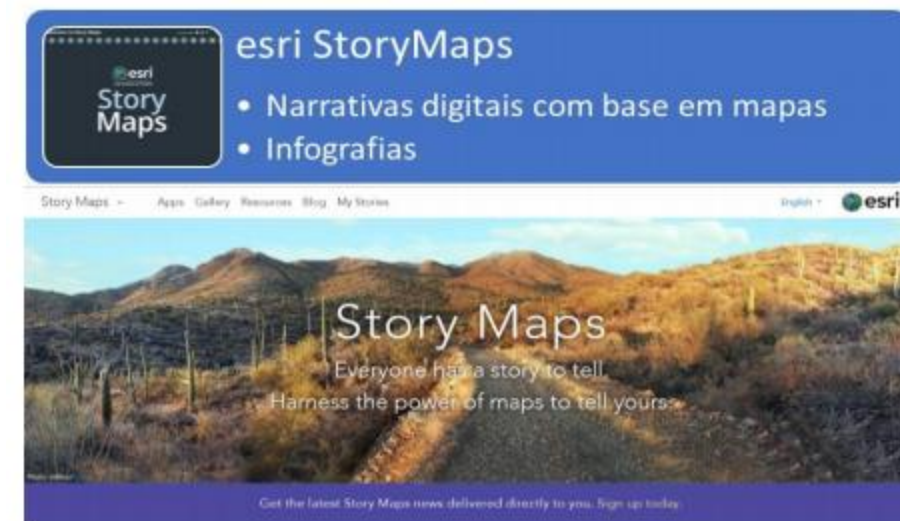 esri StoryMaps
esri
Story
Maps
• Narrativas digitais com base em mapas
• Infografias
Story Maps
Apps Gallery Resources Blog My Stories
English
esri
Story Maps
Everyone has a story to tell.
Harness the power of maps to tell yours.
Get the latest Story Maps news delivered directly to you. Sign up today.